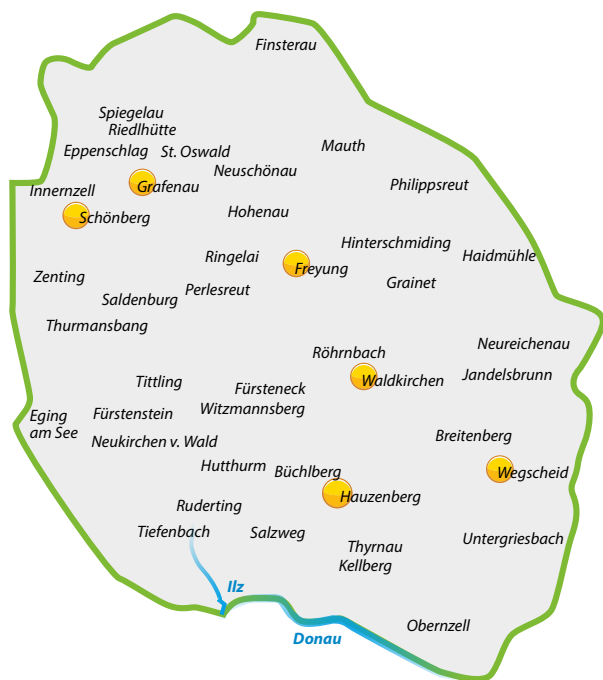 Finsterau
Spiegelau
Riedlhütte
Eppenschlag
St. Oswald
Mauth
Neuschönau
Philippsreut
Innernzell
Grafenau
Schönberg
Hohenau
Hinterschmiding
Haidmühle
Ringelai
Freyung
Zenting
Grainet
Perlesreut
Saldenburg
Thurmansbang
Neureichenau
Röhrnbach
Waldkirchen
Jandelsbrunn
Tittling
Fürsteneck
Witzmannsberg
Eging
am See
Fürstenstein
Neukirchen v. Wald
Breitenberg
Hutthurm
Büchlberg
Wegscheid
Hauzenberg
Ruderting
Tiefenbach
Salzweg
Untergriesbach
Thyrnau
Kellberg
Ilz
Donau
Obernzell